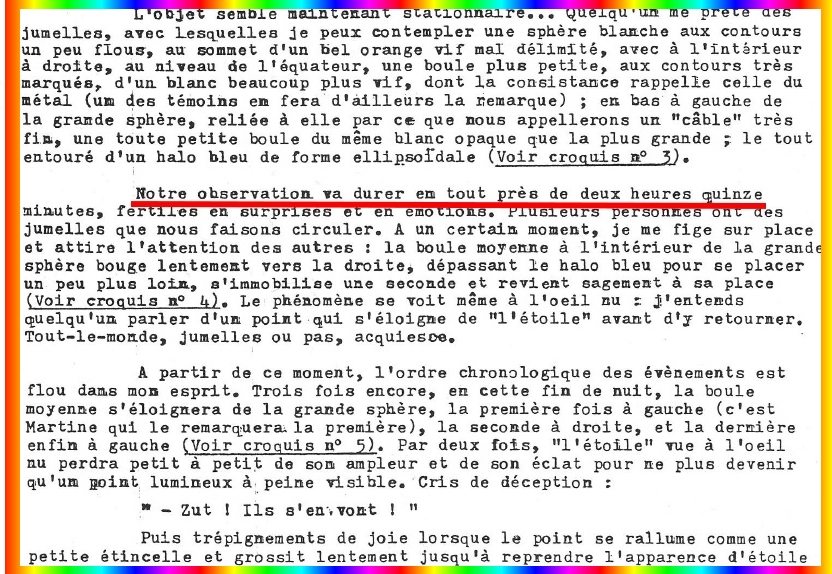 L'objet semble maintenant stationnaire... Quelqu'un me prête des
jumelles, avec lesquelles je peux contempler une sphère blanche aux contours
un peu flous, au sommet d'un bel orange vif mal délimité, avec à l'intérieur
à droite, au niveau de l'équateur, une boule plus petite, aux contours très
marqués, d'un blanc beaucoup plus vif, dont la consistance rappelle celle du
métal (um des témoins en fera d'ailleurs la remarque) ; en bas à gauche de
la grande sphère, reliée à elle par ce que nous appellerons un "câble" très
fin, une toute petite boule du même blanc opaque que la plus grande ; le tout
entouré d'un halo bleu de forme ellipsoïdale (Voir croquis n° 3).
Notre observation va durer en tout près de deux heures quinze
minutes, fertiles en surprises et en émotions. Plusieurs personnes ont des
jumelles que nous faisons circuler. A un certain moment, je me fige sur place
et attire l'attention des autres : la boule moyenne à l'intérieur de la grande
sphère bouge lentement vers la droite, dépassant le halo bleu pour se placer
un peu plus loin, s'immobilise une seconde et revient sagement à sa place
(Voir croquis n° 4). Le phénomène se voit même à l'oeil nu : j'entends
quelqu'un parler d'un point qui s'éloigne de "l'étoile" avant d'y retourner.
Tout-le-monde, jumelles ou pas, acquiesce.
A partir de ce moment, l'ordre chronologique des évènements est
flou dans mon esprit. Trois fois encore, en cette fin de nuit, la boule
moyenne s'éloignera de la grande sphère, la première fois à gauche (c'est
Martine qui le remarquera la première), la seconde à droite, et la dernière
enfin à gauche (Voir croquis n° 5). Par deux fois, "l'étoile" vue à l'oeil
nu perdra petit à petit de son ampleur et de son éclat pour ne plus devenir
qu'un point lumineux à peine visible. Cris de déception :
" - Zut ! Ils s'en vont ! "
Puis trépignements de joie lorsque le point se rallume comme une
petite étincelle et grossit lentement jusqu'à reprendre l'apparence d'étoile